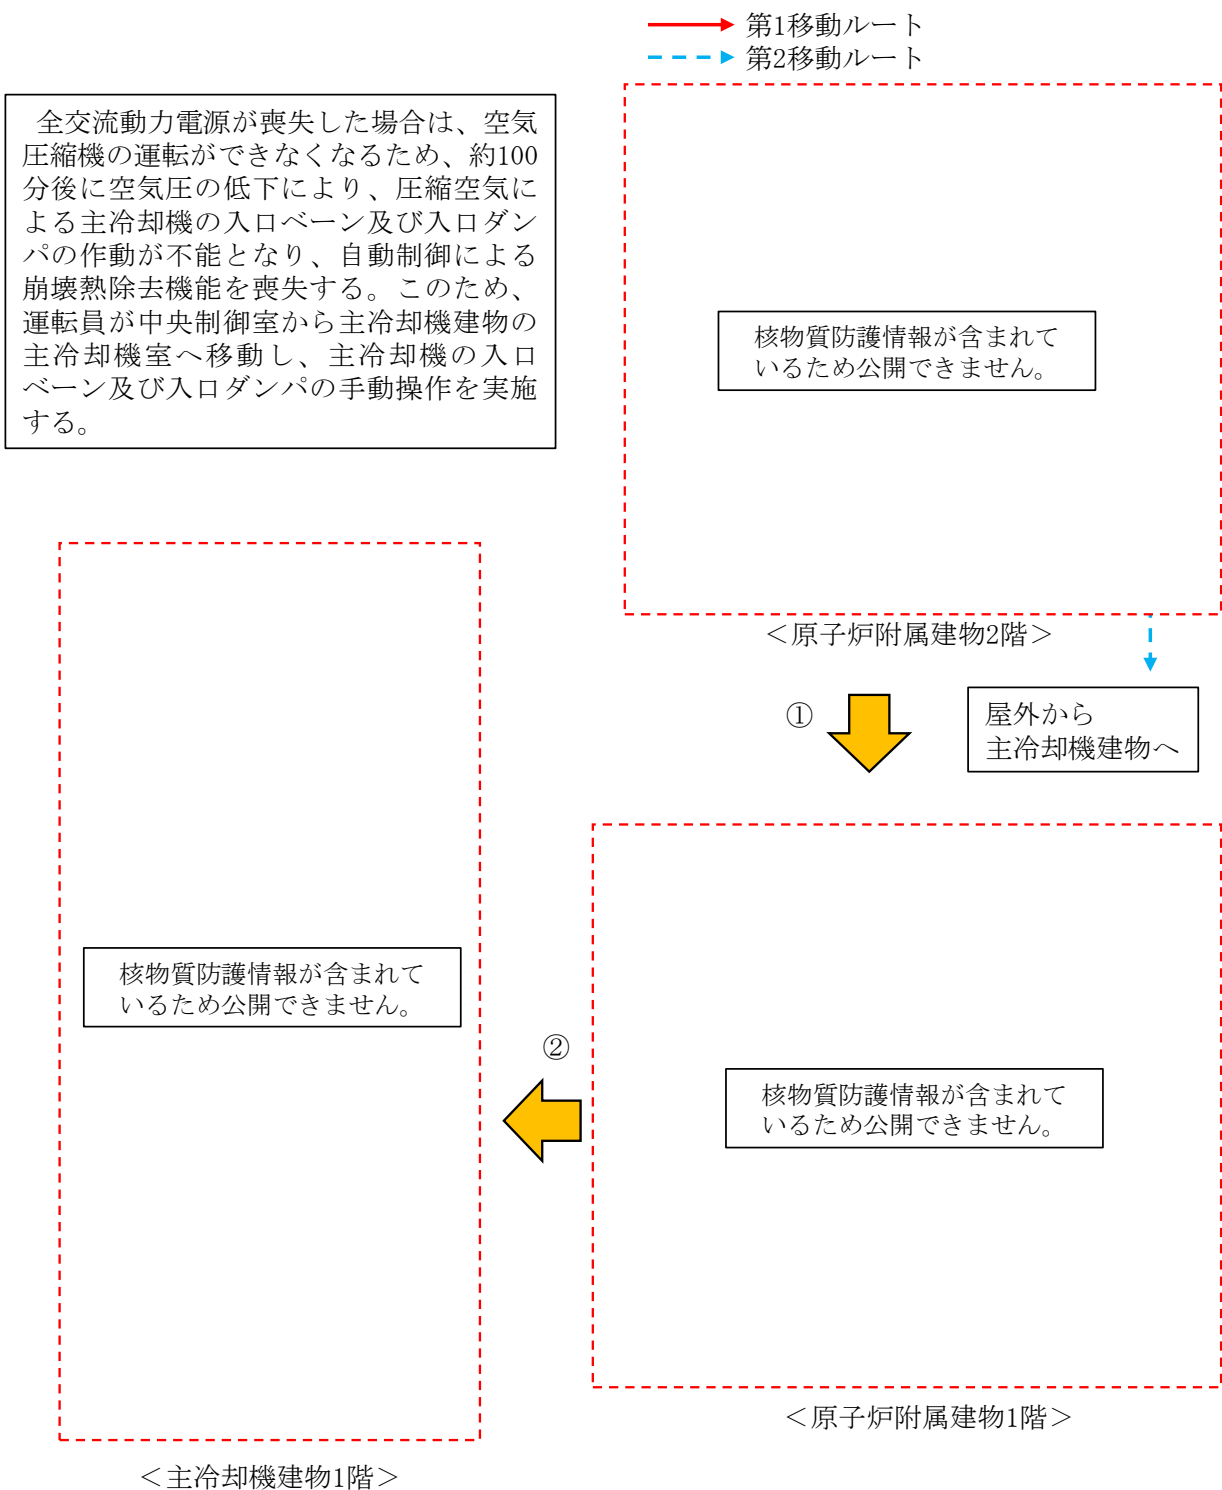 第1移動ルート
第2移動ルート
全交流動力電源が喪失した場合は、空気
圧縮機の運転ができなくなるため、約100
分後に空気圧の低下により、圧縮空気に
よる主冷却機の入口ベーン及び入口ダン
パの作動が不能となり、自動制御による
崩壊熱除去機能を喪失する。このため、
運転員が中央制御室から主冷却機建物の
主冷却機室へ移動し、主冷却機の入口
ベーン及び入口ダンパの手動操作を実施
する。
核物質防護情報が含まれて
いるため公開できません。
＜原子炉附属建物2階＞
①
屋外から
主冷却機建物へ
核物質防護情報が含まれて
いるため公開できません。
②
核物質防護情報が含まれて
いるため公開できません。
＜原子炉附属建物1階＞
＜主冷却機建物1階＞